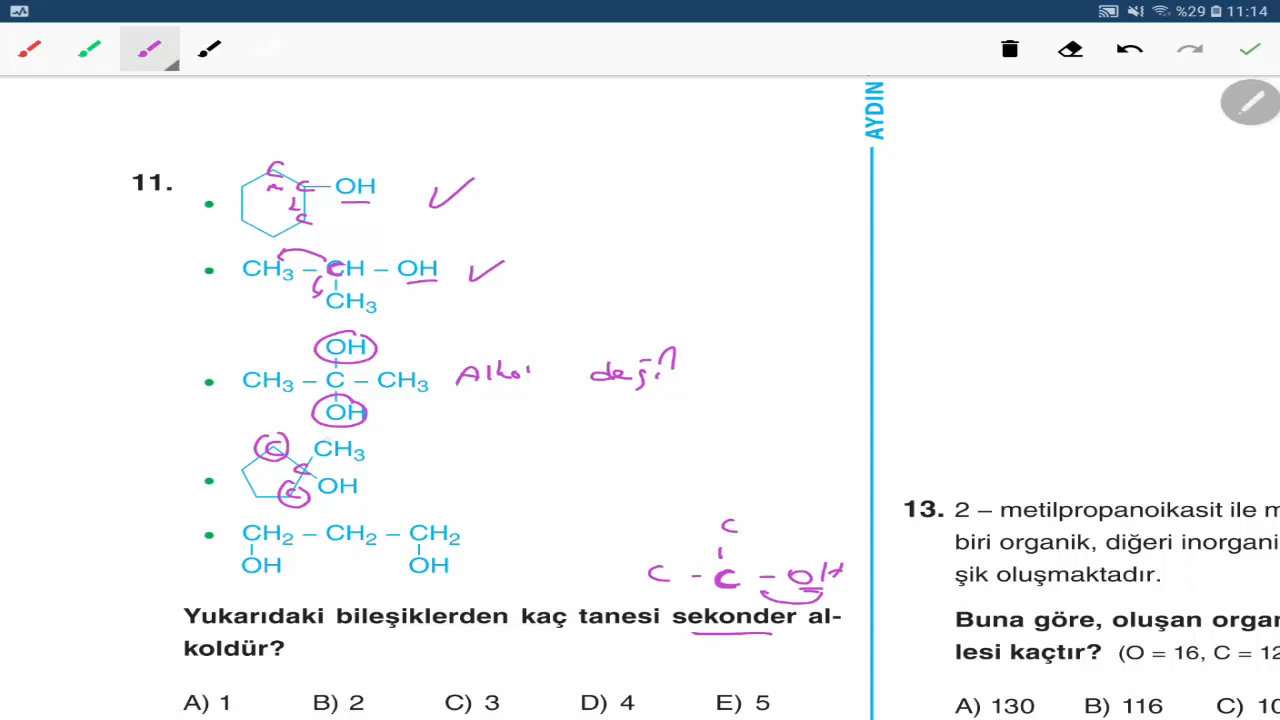 %29 11:14
AYDIN
11.
C
C
C
OH
CH₃ – CH – OH
CH₃
OH
CH₃ – C – CH₃ Alkol değil
OH
C
C
C
CH₃
OH
CH₂ – CH₂ – CH₂
OH OH
C
C - C - OH
Yukarıdaki bileşiklerden kaç tanesi sekonder al-
koldür?
A) 1 B) 2 C) 3 D) 4 E) 5
13. 2 – metilpropanoikasit ile
biri organik, diğeri inorgani
şik oluşmaktadır.
Buna göre, oluşan organ
lesi kaçtır? (O = 16, C = 12
A) 130 B) 116 C) 10